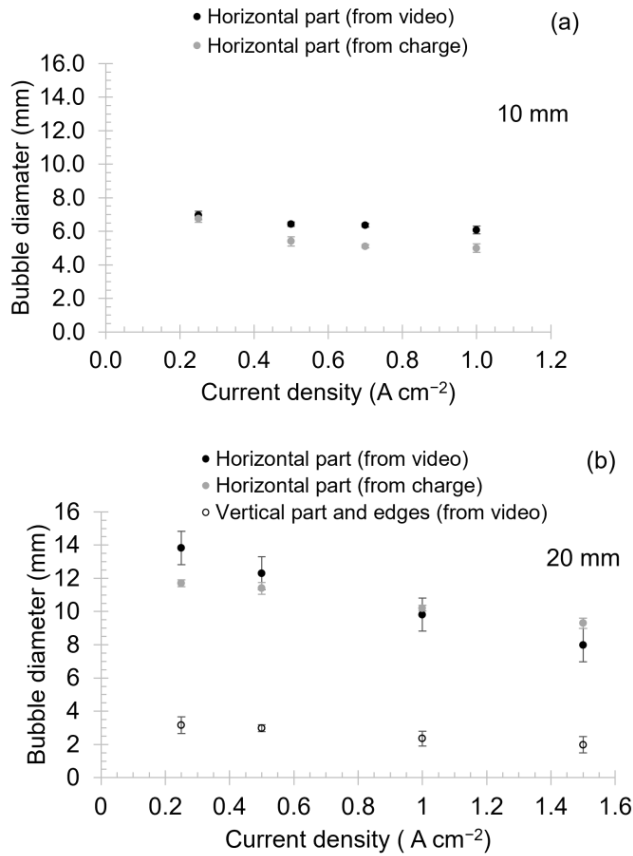 ● Horizontal part (from video)
● Horizontal part (from charge)
(a)
10 mm
Bubble diamater (mm)
16.0
14.0
12.0
10.0
8.0
6.0
4.0
2.0
0.0
0.0 0.2 0.4 0.6 0.8 1.0 1.2
Current density (A cm⁻²)
● Horizontal part (from video)
● Horizontal part (from charge)
○ Vertical part and edges (from video)
(b)
20 mm
Bubble diameter (mm)
16
14
12
10
8
6
4
2
0
0 0.2 0.4 0.6 0.8 1 1.2 1.4 1.6
Current density ( A cm⁻²)